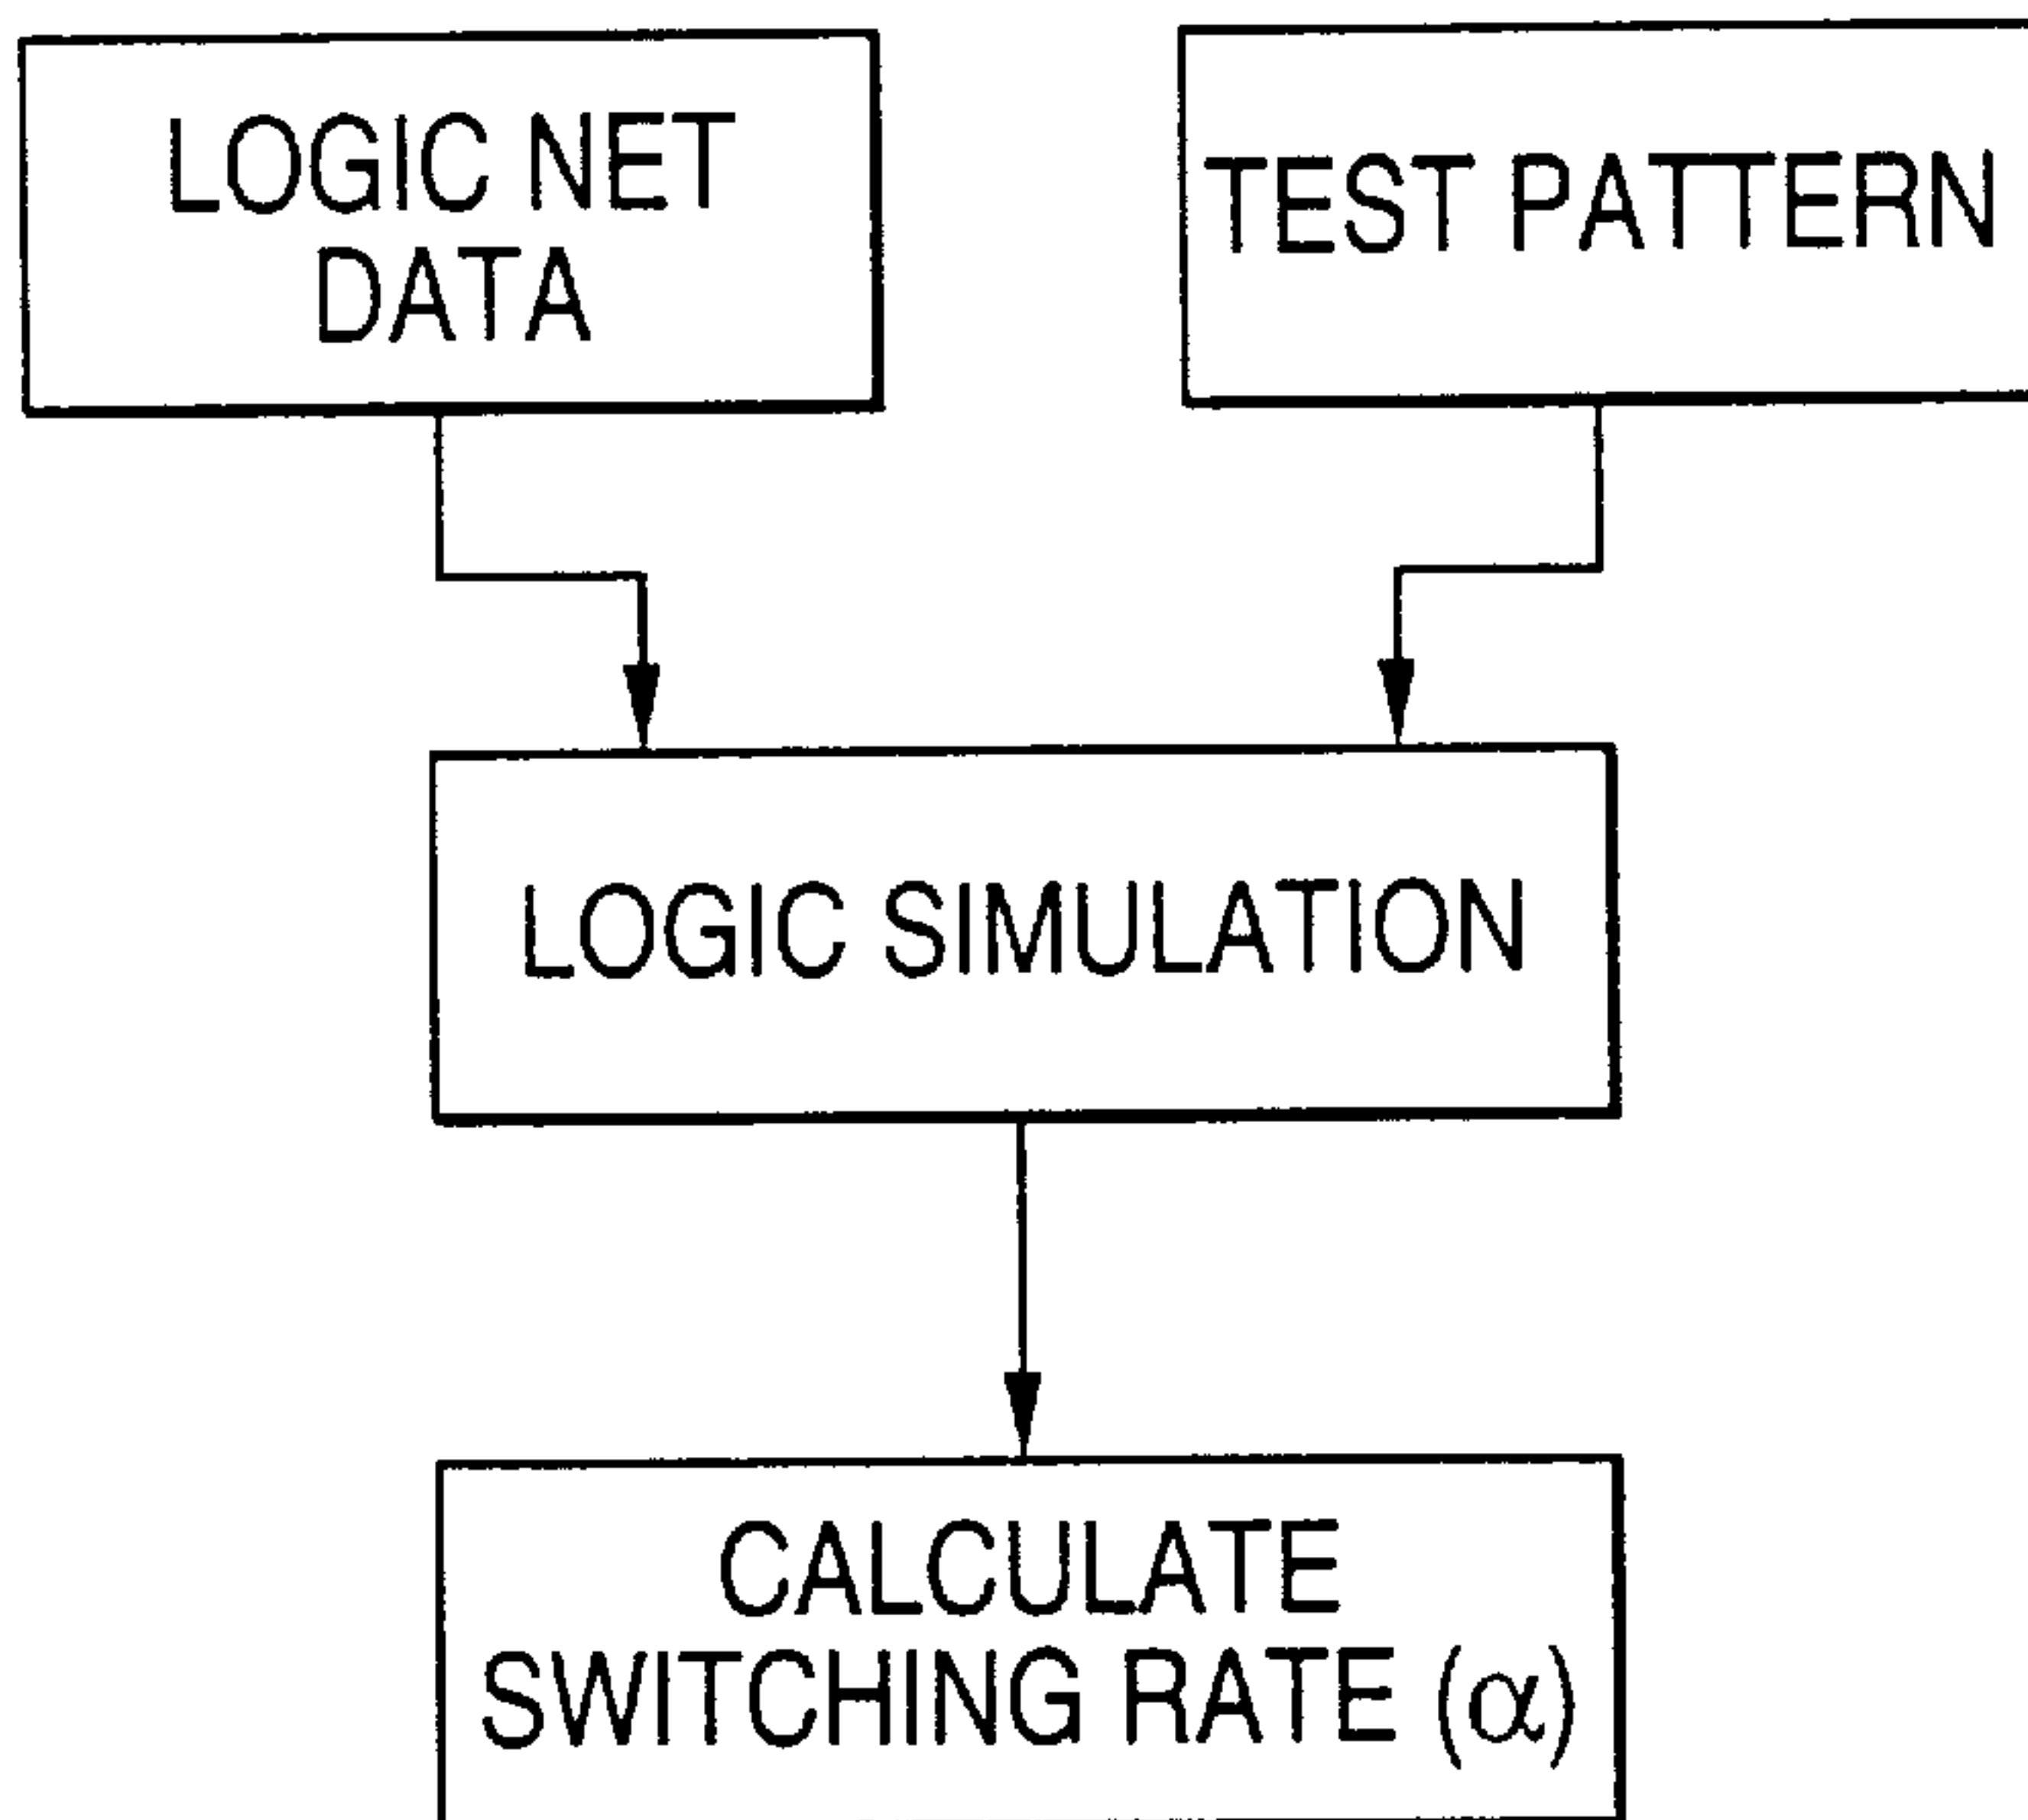 LOGIC NET
DATA
TEST PATTERN
LOGIC SIMULATION
CALCULATE
SWITCHING RATE (α)